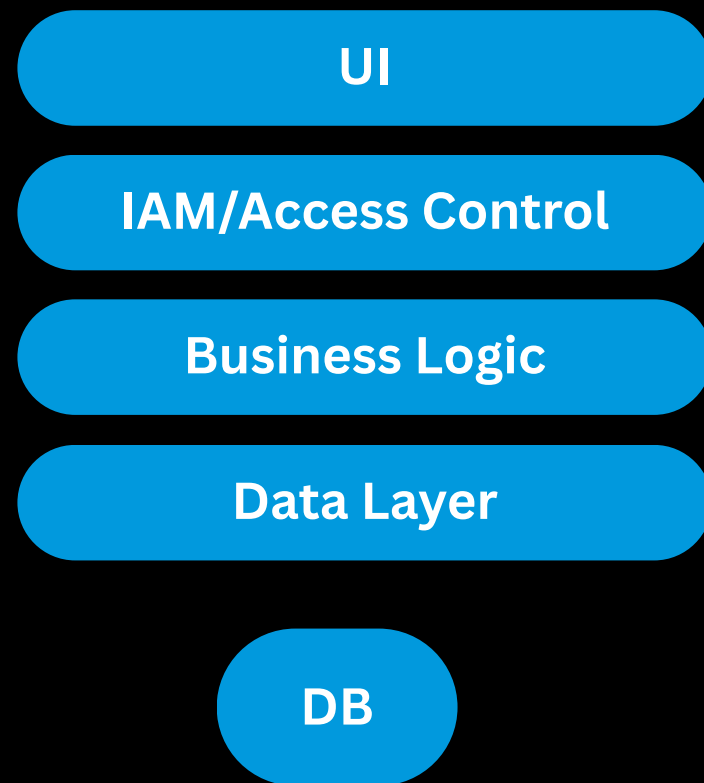 UI
IAM/Access Control
Business Logic
Data Layer
DB